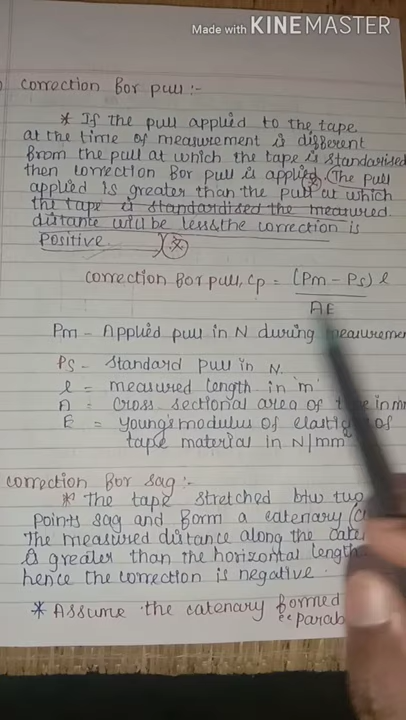 Made with KINEMASTER
correction for pull :-
* If the pull applied to the tape
at the time of measurement is different
from the pull at which the tape is standarised
then correction for pull is applied. (The pull
applied is greater than the pull at which
the tape is standardised the measured
distance will be less & the correction is
positive
correction for pull, Cp = (Pm - Ps) l
AE
Pm - Applied pull in N during measurement
Ps - Standard pull in N.
l = measured length in 'm'
A = cross sectional area of in
E = young's modulus of of
tape material in N/mm
correction for sag :-
* The tape stretched btw two
points sag and form a catenary
The measured distance along the
is greater than the horizontal length
hence the correction is negative.
* Assume the catenary formed